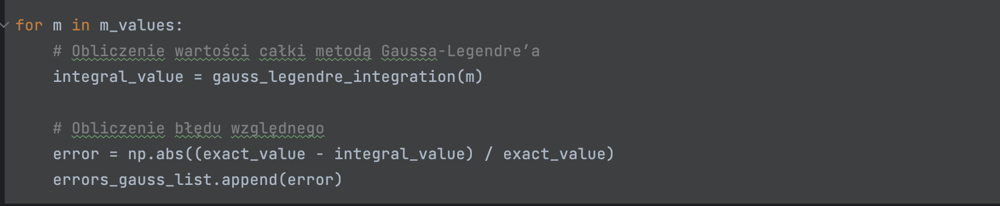 for m in m_values:
# Obliczenie wartości całki metodą Gaussa-Legendre’a
integral_value = gauss_legendre_integration(m)
# Obliczenie błędu względnego
error = np.abs((exact_value - integral_value) / exact_value)
errors_gauss_list.append(error)